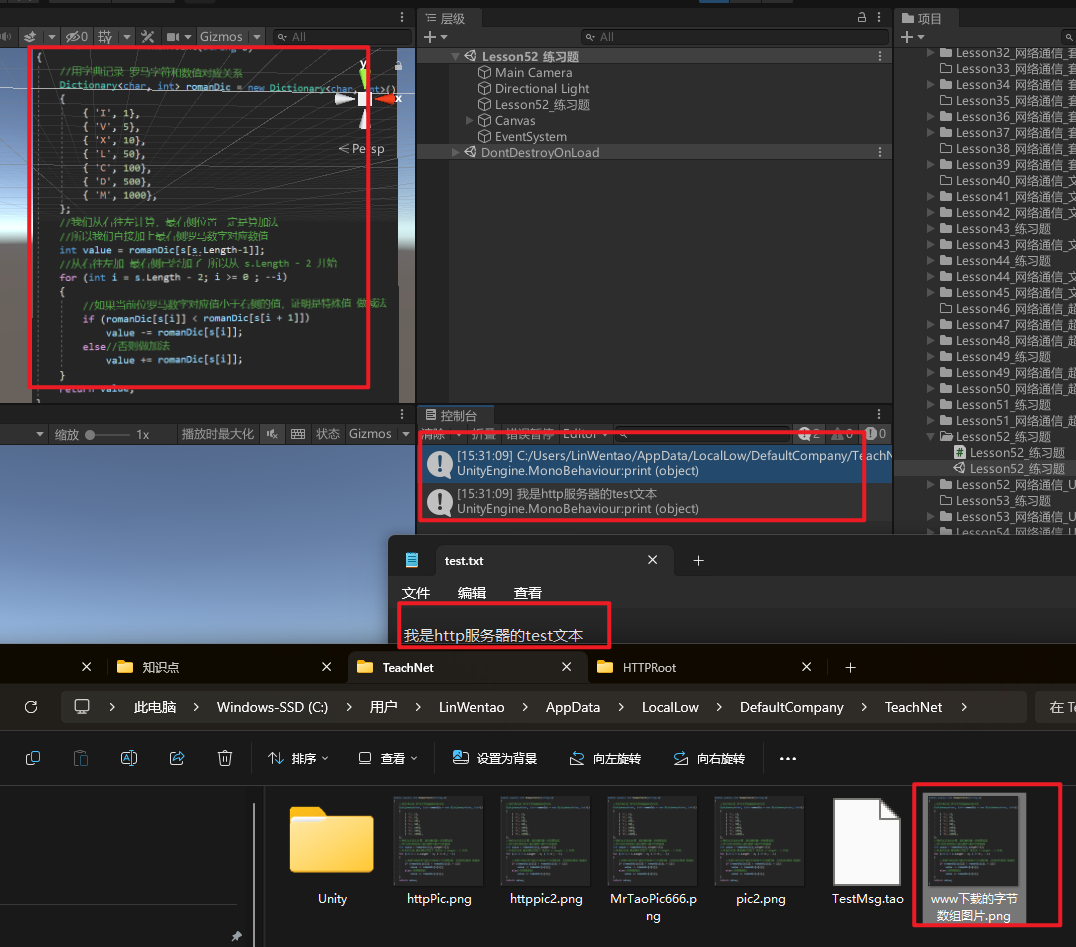 Gizmos
All
层级
All
项目
{
//用字典记录 罗马字符和数值对应关系
Dictionary<char, int> romanDic = new Dictionary<char, int>()
{
{ 'I', 1},
{ 'V', 5},
{ 'X', 10},
{ 'L', 50},
{ 'C', 100},
{ 'D', 500},
{ 'M', 1000},
};
//我们从右往左计算，最右侧位置一定是算加法
//所以我们直接加上最右侧罗马数字对应数值
int value = romanDic[s[s.Length-1]];
//从右往左加 最右侧已经加了 所以从 s.Length - 2 开始
for (int i = s.Length - 2; i >= 0 ; --i)
{
//如果当前位罗马数字对应值小于右侧的值，证明是特殊值 做减法
if (romanDic[s[i]] < romanDic[s[i + 1]])
value -= romanDic[s[i]];
else//否则做加法
value += romanDic[s[i]];
}
return value;
y
x
Persp
Lesson52 练习题
Main Camera
Directional Light
Lesson52_练习题
Canvas
EventSystem
DontDestroyOnLoad
Lesson32_网络通信_套
Lesson33_网络通信_套
Lesson34_网络通信_套
Lesson35_网络通信_套
Lesson36_网络通信_套
Lesson37_网络通信_套
Lesson38_网络通信_套
Lesson39_网络通信_套
Lesson40_网络通信_文
Lesson41_网络通信_文
Lesson42_网络通信_文
Lesson43_练习题
Lesson43_网络通信_文
Lesson44_练习题
Lesson44_网络通信_文
Lesson45_网络通信_文
Lesson46_网络通信_超
Lesson47_网络通信_超
Lesson48_网络通信_超
Lesson49_练习题
Lesson49_网络通信_超
Lesson50_网络通信_超
Lesson51_练习题
Lesson51_网络通信_超
Lesson52_练习题
Lesson52_练习题
Lesson52_练习题
Lesson52_网络通信_U
Lesson53_练习题
Lesson53_网络通信_U
Lesson54_网络通信_U
缩放
1x
播放时最大化
状态
Gizmos
控制台
清除
折叠
错误暂停
Editor
2
0
0
[15:31:09] C:/Users/LinWentao/AppData/LocalLow/DefaultCompany/TeachN
UnityEngine.MonoBehaviour:print (object)
[15:31:09] 我是http服务器的test文本
UnityEngine.MonoBehaviour:print (object)
test.txt
文件 编辑 查看
我是http服务器的test文本
知识点
TeachNet
HTTPRoot
此电脑 > Windows-SSD (C:) > 用户 > LinWentao > AppData > LocalLow > DefaultCompany > TeachNet >
在 Te
排序
查看
设置为背景
向左旋转
向右旋转
Unity
httpPic.png
httppic2.png
MrTaoPic666.p
ng
pic2.png
TestMsg.tao
www下载的字节
数组图片.png